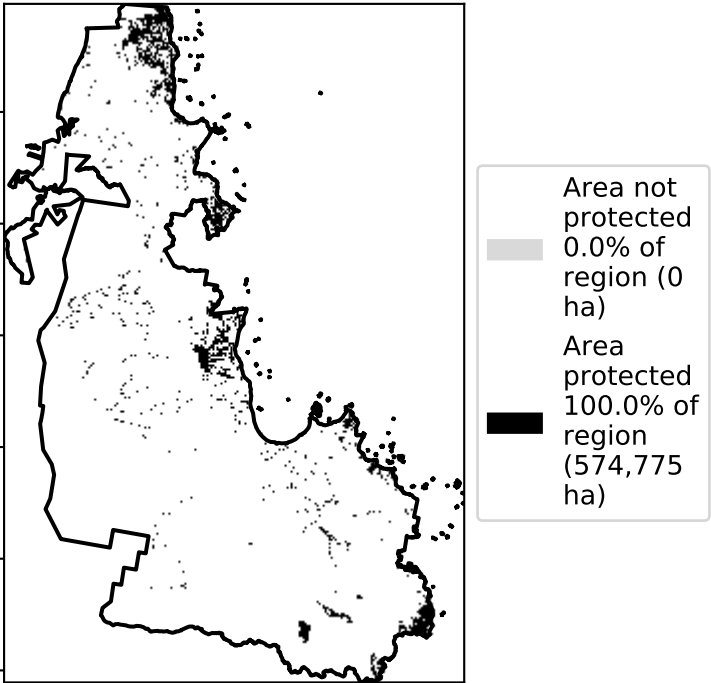 Area not
protected
0.0% of
region (0
ha)
Area
protected
100.0% of
region
(574,775
ha)